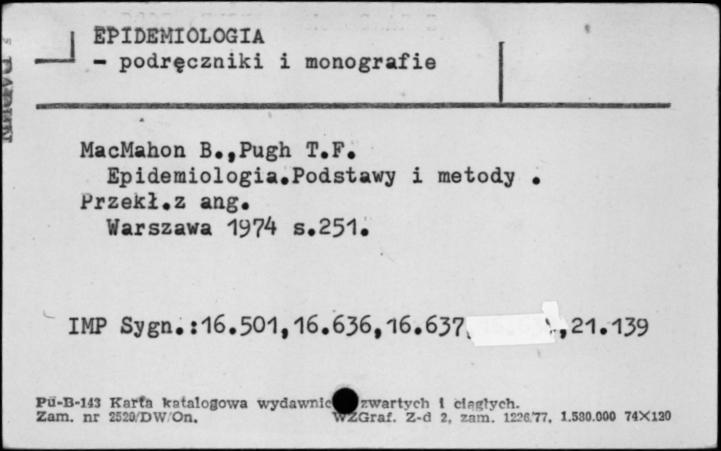 EPIDEMIOLOGIA
- podręczniki i monografie
MacMahon B.,Pugh T.F.
Epidemiologia.Podstawy i metody .
Przekł.z ang.
Warszawa 1974 s.251.
IMP Sygn.:16.501,16.636,16.637, ,21.139
Pu-B-143 Karta katalogowa wydawnic zwartych i ciągłych.
Zam. nr 2520/DW/On. WZGraf. Z-d 2, zam. 1226/77. 1.530.000 74X120